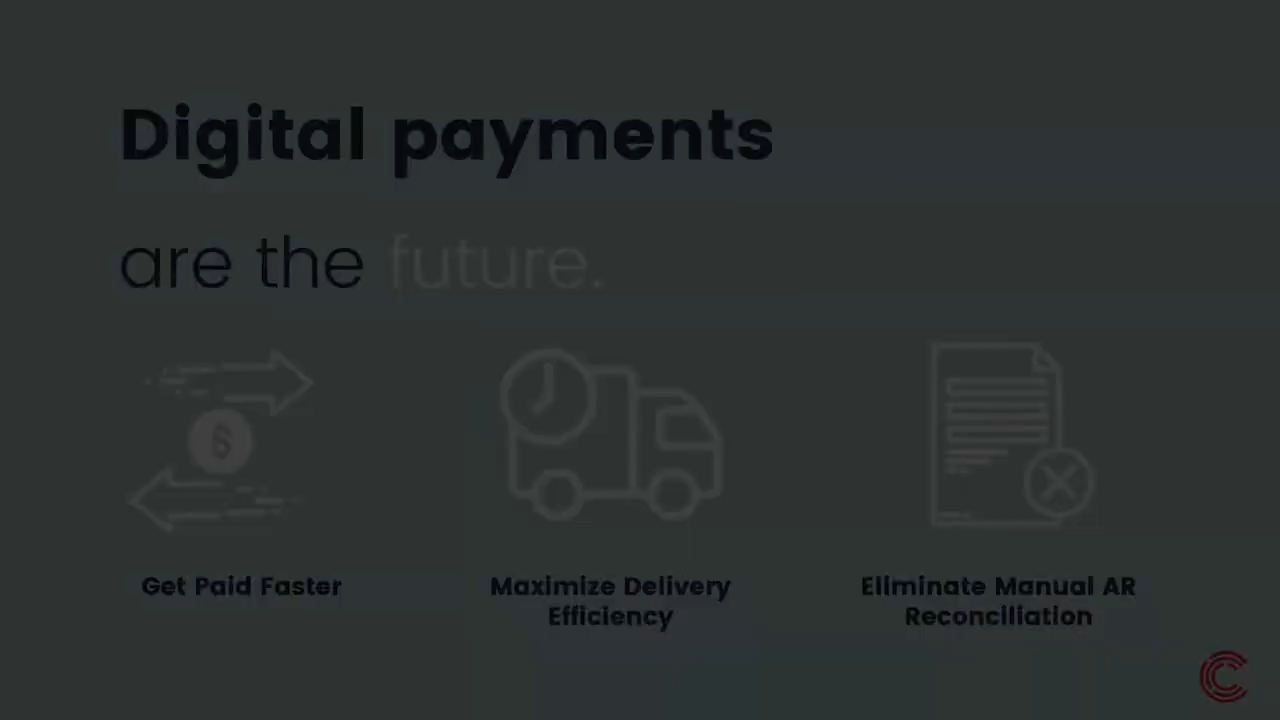 Digital payments
are the future.
Get Paid Faster
Maximize Delivery
Efficiency
Eliminate Manual AR
Reconciliation